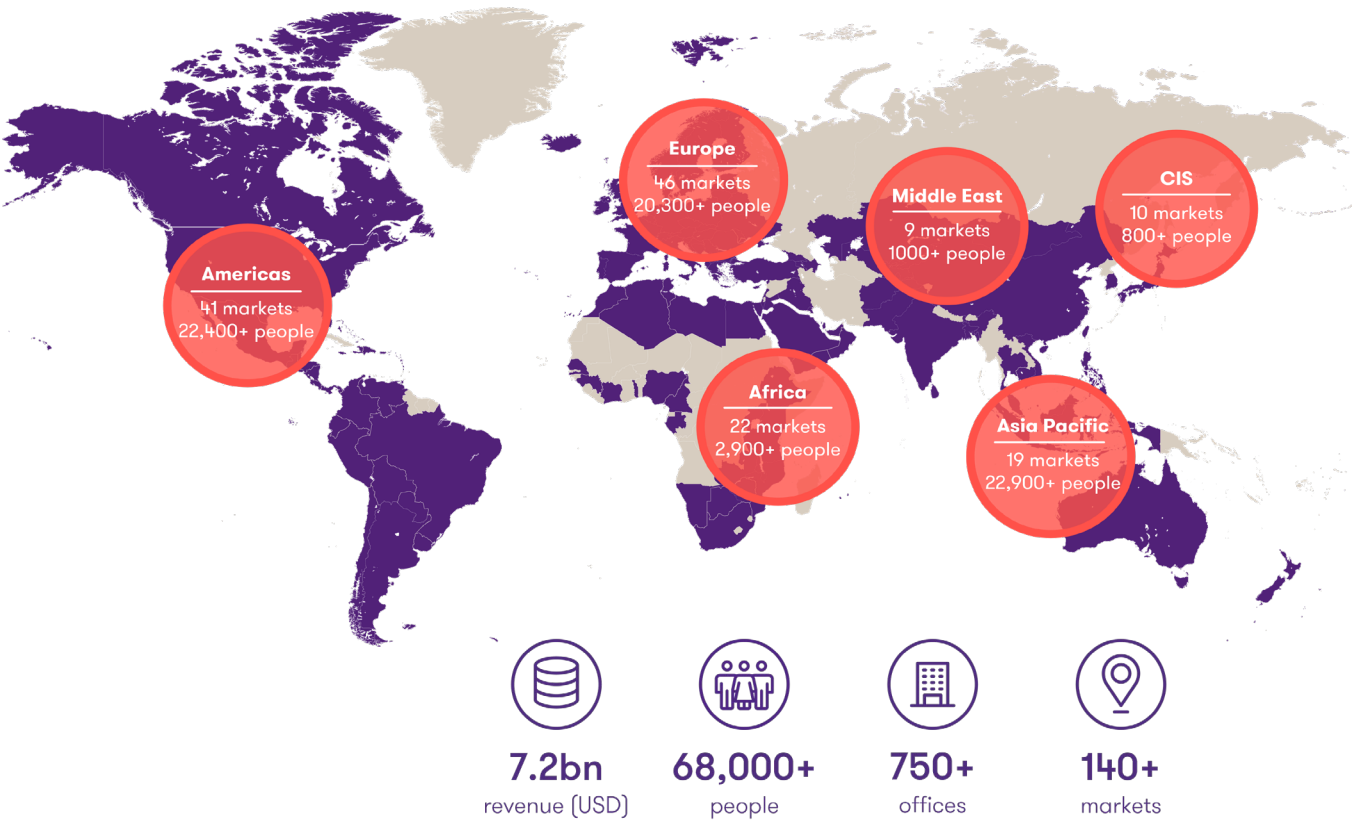 Europe
46 markets
20,300+ people
CIS
10 markets
800+ people
Middle East
9 markets
1000+ people
Americas
41 markets
22,400+ people
Africa
22 markets
2,900+ people
Asia Pacific
19 markets
22,900+ people
7.2bn
revenue (USD)
68,000+
people
750+
offices
140+
markets